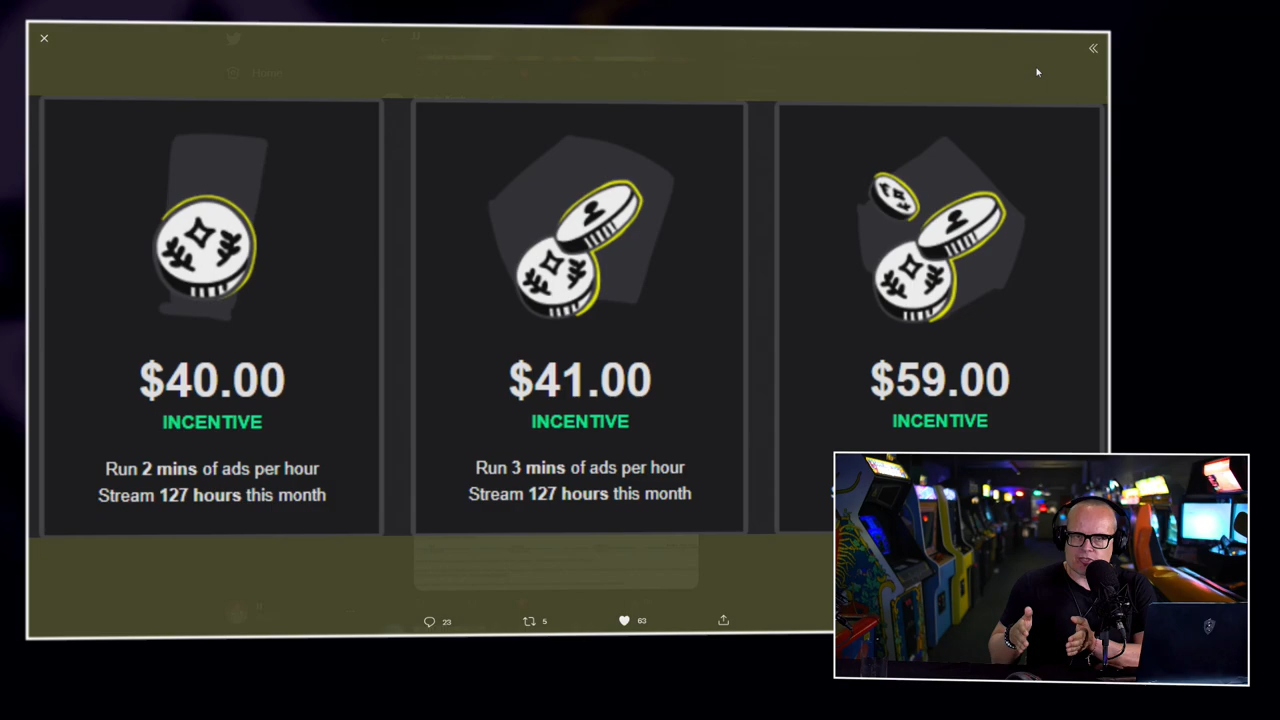 Home
$40.00
INCENTIVE
Run 2 mins of ads per hour
Stream 127 hours this month
$41.00
INCENTIVE
Run 3 mins of ads per hour
Stream 127 hours this month
$59.00
INCENTIVE
23
5
63